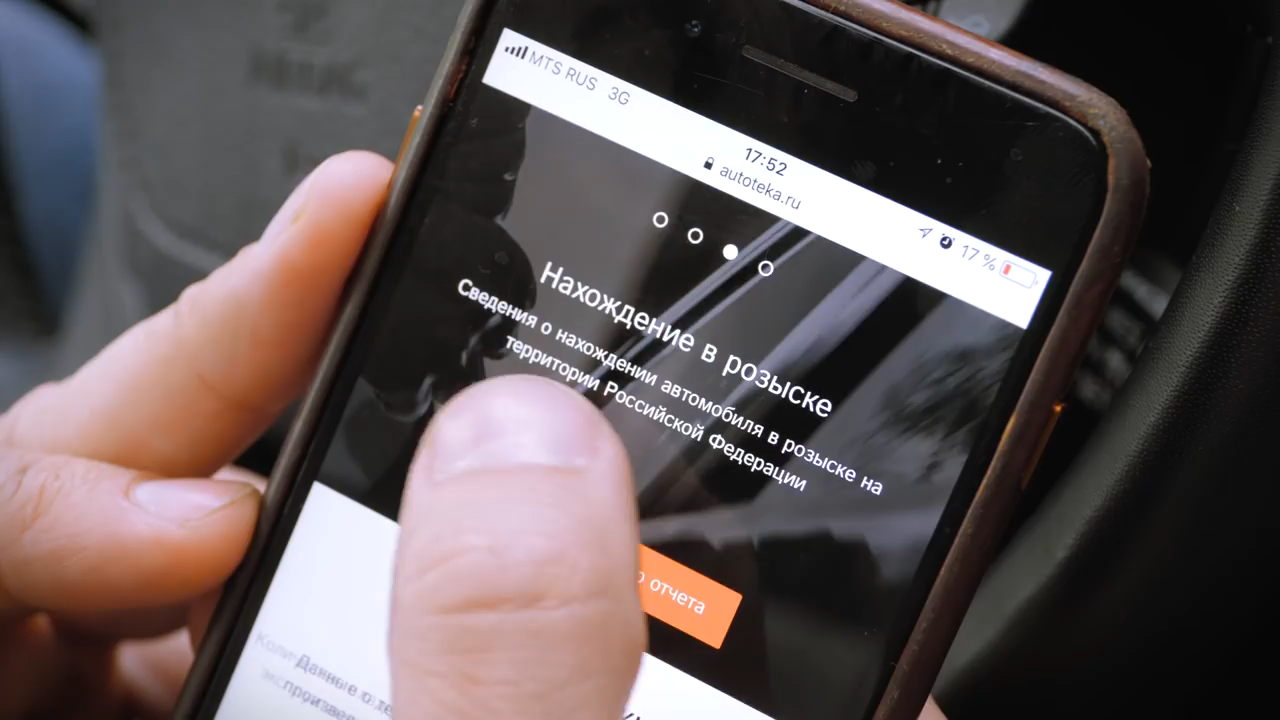 MTS RUS 3G
17:52
autoteka.ru
17 %
Нахождение в розыске
Сведения о нахождении автомобиля в розыске на
территории Российской Федерации
отчета
Данные о